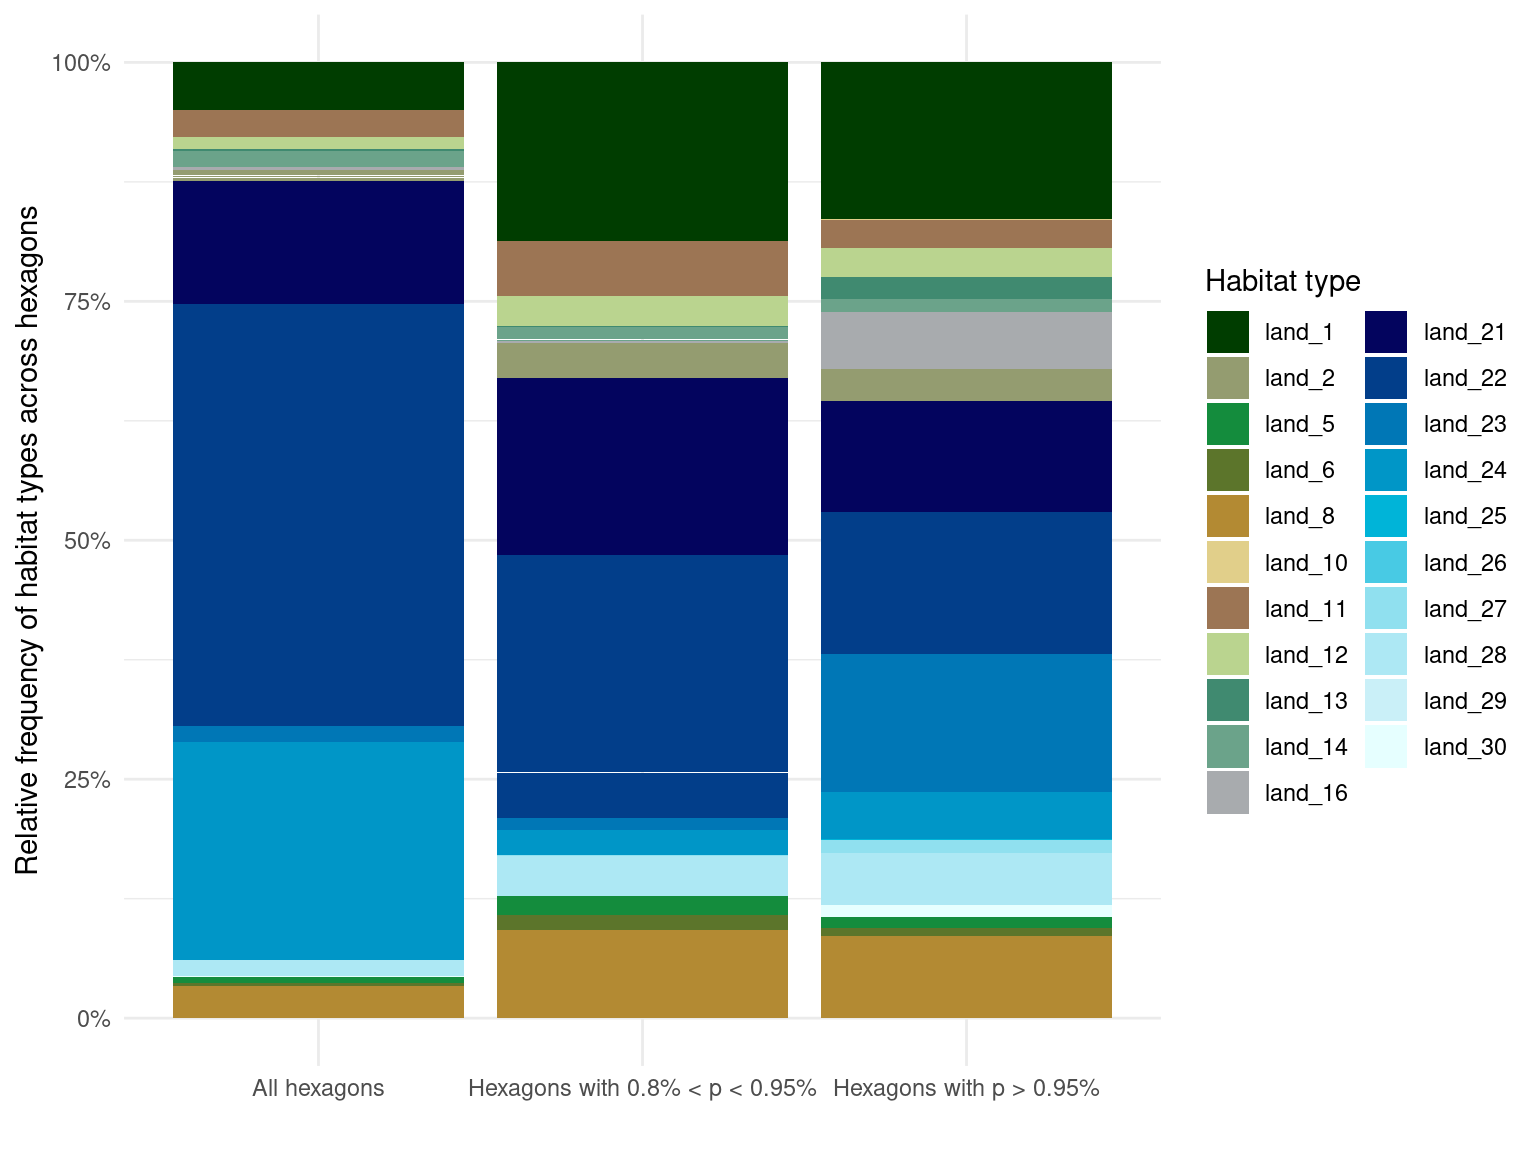 Relative frequency of habitat types across hexagons
100%
75%
50%
25%
0%
All hexagons
Hexagons with 0.8% < p < 0.95%
Hexagons with p > 0.95%
Habitat type
land_1
land_2
land_5
land_6
land_8
land_10
land_11
land_12
land_13
land_14
land_16
land_21
land_22
land_23
land_24
land_25
land_26
land_27
land_28
land_29
land_30